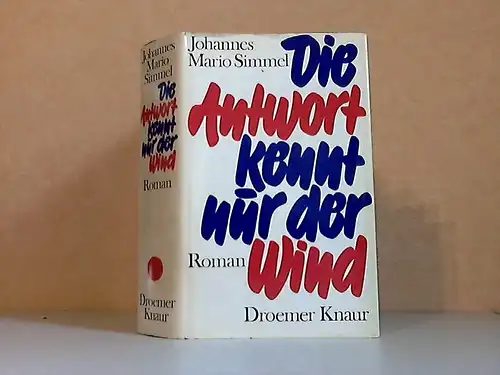 Johannes
Mario
Simmel
Die
Antwort
kennt
nur der
Wind
Roman
Droemer
Knaur
Johannes
Mario Simmel
Die
Antwort
kennt
nur der
Wind
Roman
Droemer Knaur